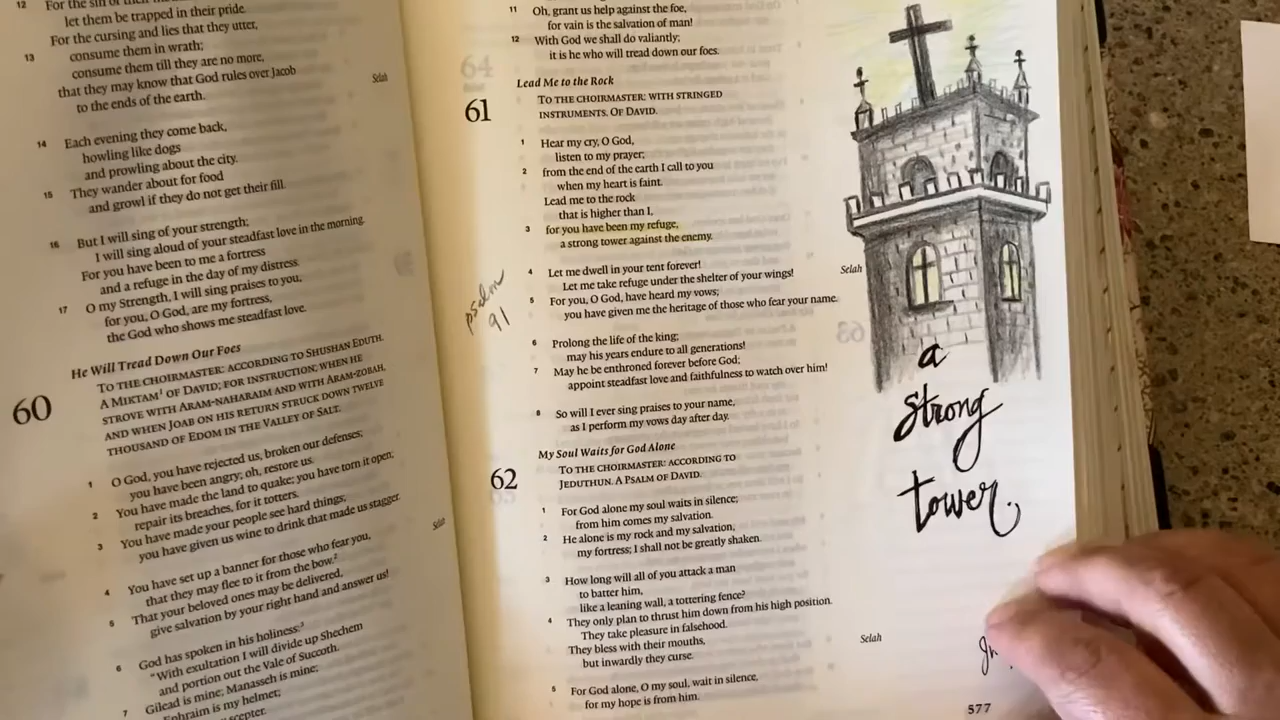 12 For the sin of their
let them be trapped in their pride.
For the cursing and lies that they utter,
13 consume them in wrath;
consume them till they are no more,
that they may know that God rules over Jacob
to the ends of the earth. Selah
14 Each evening they come back,
howling like dogs
and prowling about the city.
15 They wander about for food
and growl if they do not get their fill.
16 But I will sing of your strength;
I will sing aloud of your steadfast love in the morning.
For you have been to me a fortress
and a refuge in the day of my distress.
17 O my Strength, I will sing praises to you,
for you, O God, are my fortress,
the God who shows me steadfast love.
He Will Tread Down Our Foes
60 TO THE CHOIRMASTER: ACCORDING TO SHUSHAN EDUTH.
A MIKTAM¹ OF DAVID; FOR INSTRUCTION; WHEN HE
STROVE WITH ARAM-NAHARAIM AND WITH ARAM-ZOBAH,
AND WHEN JOAB ON HIS RETURN STRUCK DOWN TWELVE
THOUSAND OF EDOM IN THE VALLEY OF SALT.
1 O God, you have rejected us, broken our defenses;
you have been angry; oh, restore us.
2 You have made the land to quake; you have torn it open;
repair its breaches, for it totters.
3 You have made your people see hard things;
you have given us wine to drink that made us stagger.
4 You have set up a banner for those who fear you,
that they may flee to it from the bow.² Selah
5 That your beloved ones may be delivered,
give salvation by your right hand and answer us!
6 God has spoken in his holiness:³
"With exultation I will divide up Shechem
and portion out the Vale of Succoth.
7 Gilead is mine; Manasseh is mine;
Ephraim is my helmet;
scepter.
11 Oh, grant us help against the foe,
for vain is the salvation of man!
12 With God we shall do valiantly;
it is he who will tread down our foes.
Lead Me to the Rock
61 TO THE CHOIRMASTER: WITH STRINGED
INSTRUMENTS. OF DAVID.
1 Hear my cry, O God,
listen to my prayer;
2 from the end of the earth I call to you
when my heart is faint.
Lead me to the rock
that is higher than I,
3 for you have been my refuge,
a strong tower against the enemy.
4 Let me dwell in your tent forever!
Let me take refuge under the shelter of your wings! Selah
5 For you, O God, have heard my vows;
you have given me the heritage of those who fear your name.
psalm
91
6 Prolong the life of the king;
may his years endure to all generations!
7 May he be enthroned forever before God;
appoint steadfast love and faithfulness to watch over him!
8 So will I ever sing praises to your name,
as I perform my vows day after day.
My Soul Waits for God Alone
62 TO THE CHOIRMASTER: ACCORDING TO
JEDUTHUN. A PSALM OF DAVID.
1 For God alone my soul waits in silence;
from him comes my salvation.
2 He alone is my rock and my salvation,
my fortress; I shall not be greatly shaken.
3 How long will all of you attack a man
to batter him,
like a leaning wall, a tottering fence?
4 They only plan to thrust him down from his high position.
They take pleasure in falsehood.
They bless with their mouths,
but inwardly they curse. Selah
5 For God alone, O my soul, wait in silence,
for my hope is from him.
a
strong
tower.
577